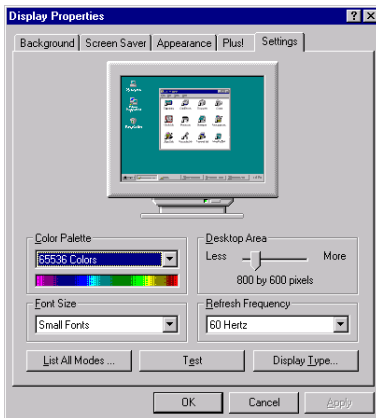 Display Properties
Background Screen Saver Appearance Plus! Settings
Color Palette
65536 Colors
Desktop Area
Less More
800 by 600 pixels
Font Size
Small Fonts
Refresh Frequency
60 Hertz
List All Modes ... Test Display Type...
OK Cancel Apply